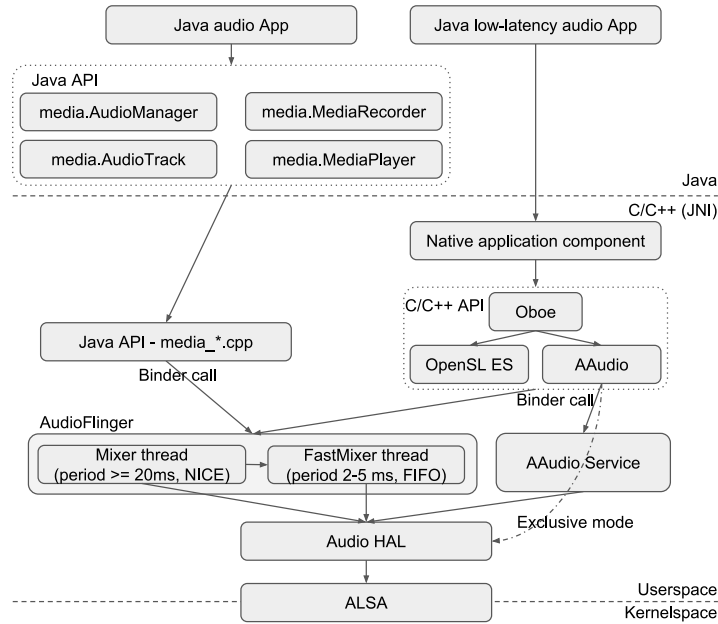 Java audio App
Java low-latency audio App
Java API
media.AudioManager
media.MediaRecorder
media.AudioTrack
media.MediaPlayer
Java
C/C++ (JNI)
Native application component
C/C++ API
Oboe
OpenSL ES
AAudio
Java API - media_*.cpp
Binder call
Binder call
AudioFlinger
Mixer thread
(period >= 20ms, NICE)
FastMixer thread
(period 2-5 ms, FIFO)
AAudio Service
Exclusive mode
Audio HAL
Userspace
ALSA
Kernelspace